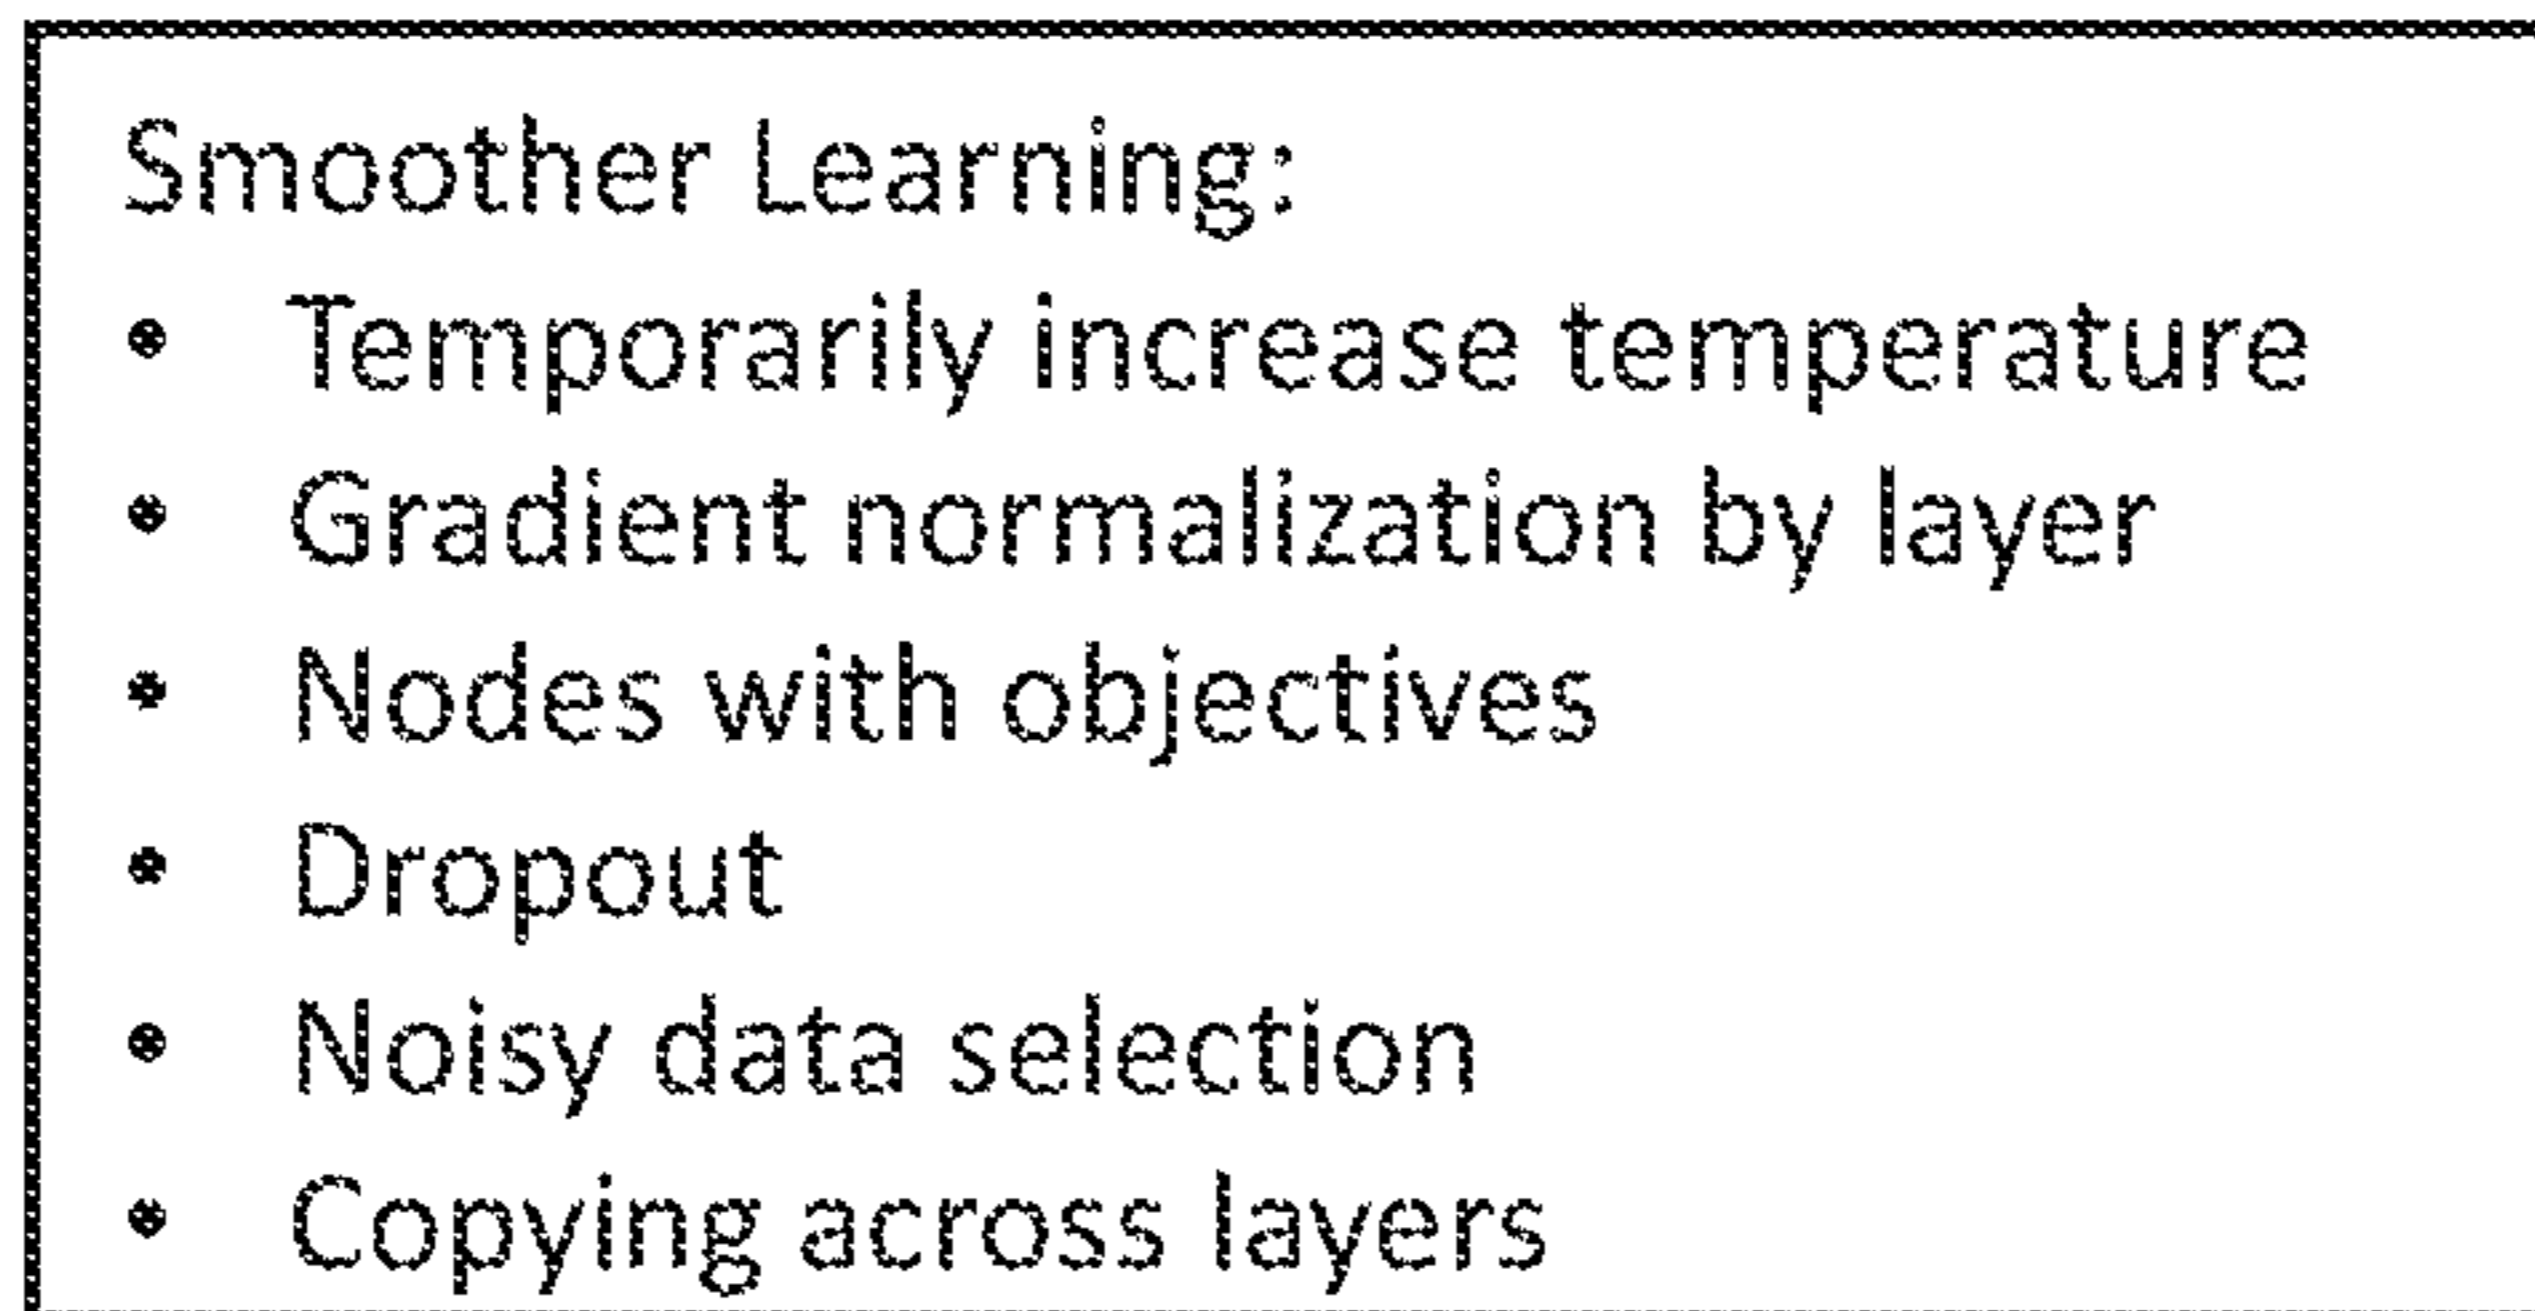 Smoother Learning:
• Temporarily increase temperature
• Gradient normalization by layer
• Nodes with objectives
• Dropout
• Noisy data selection
• Copying across layers